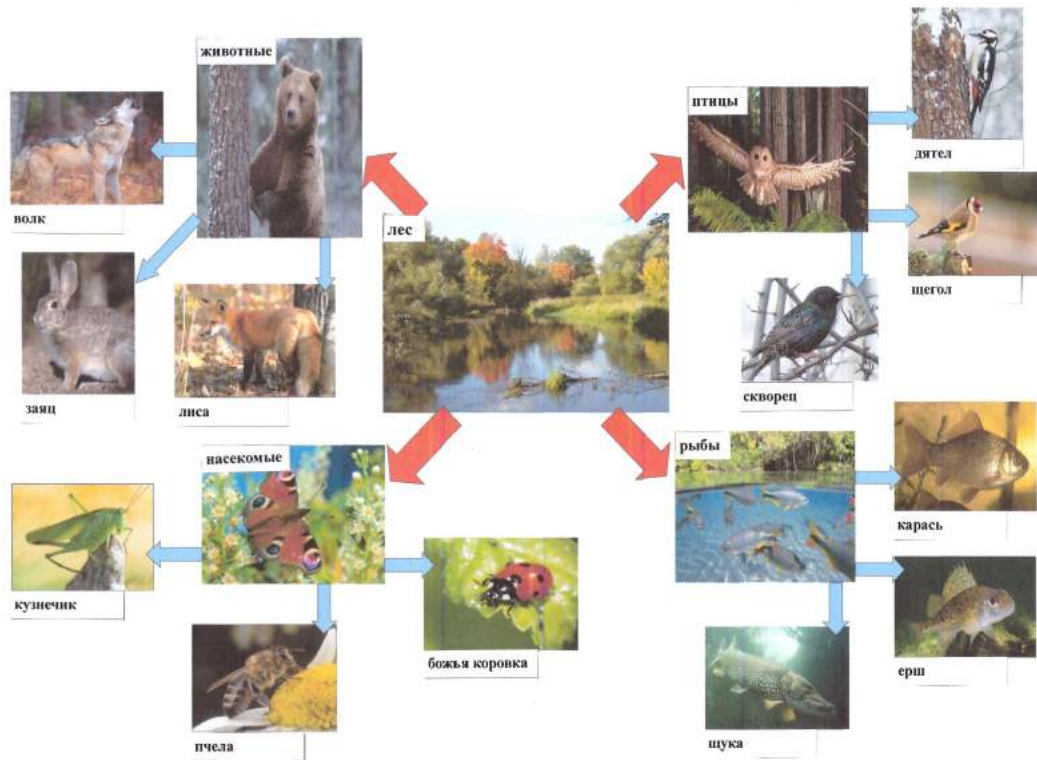 животные
птицы
дятел
волк
лес
щегол
заяц
лиса
скворец
насекомые
рыбы
карась
кузнечик
божья коровка
ерш
пчела
щука